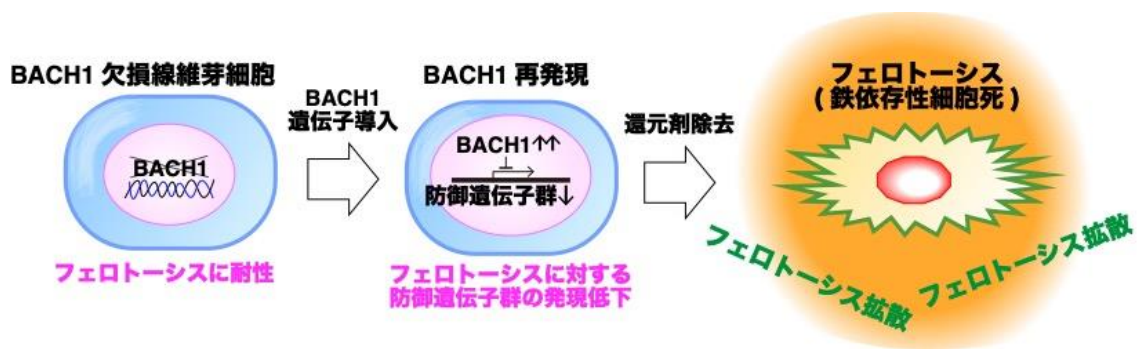 BACH1 欠損線維芽細胞
BACH1
フェロトーシスに耐性
BACH1
遺伝子導入
BACH1 再発現
BACH1↑↑
防御遺伝子群↓
フェロトーシスに対する
防御遺伝子群の発現低下
還元剤除去
フェロトーシス
( 鉄依存性細胞死 )
フェロトーシス拡散
フェロトーシス拡散